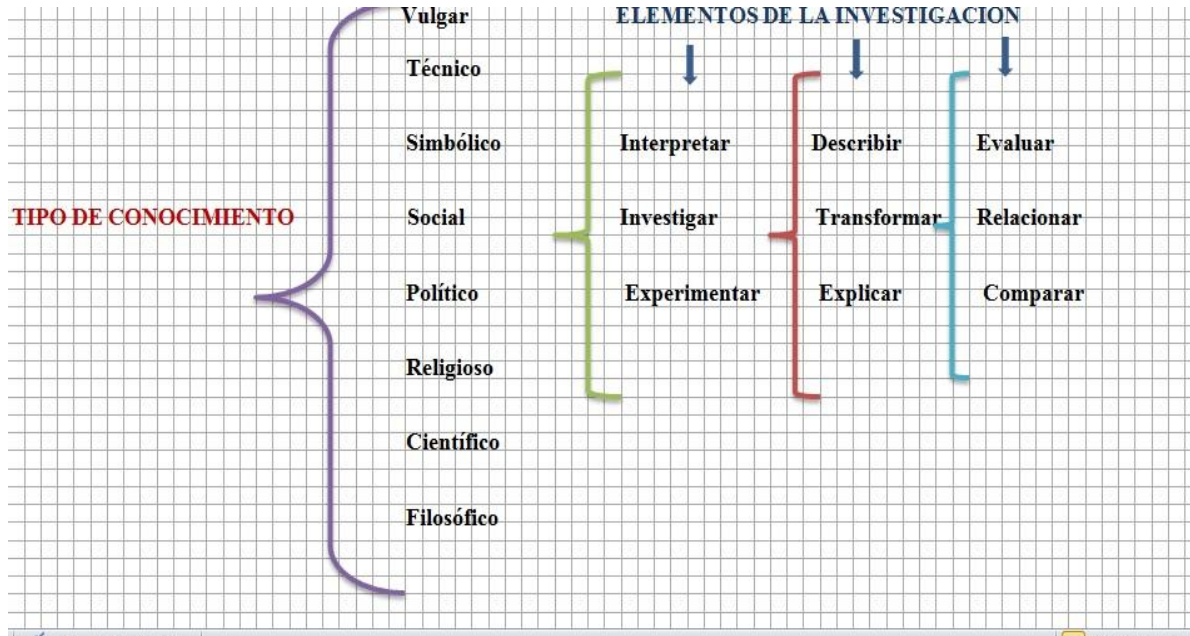 Vulgar
ELEMENTOS DE LA INVESTIGACION
Técnico
Simbólico
Interpretar
Describir
Evaluar
TIPO DE CONOCIMIENTO
Social
Investigar
Transformar
Relacionar
Político
Experimentar
Explicar
Comparar
Religioso
Científico
Filosófico